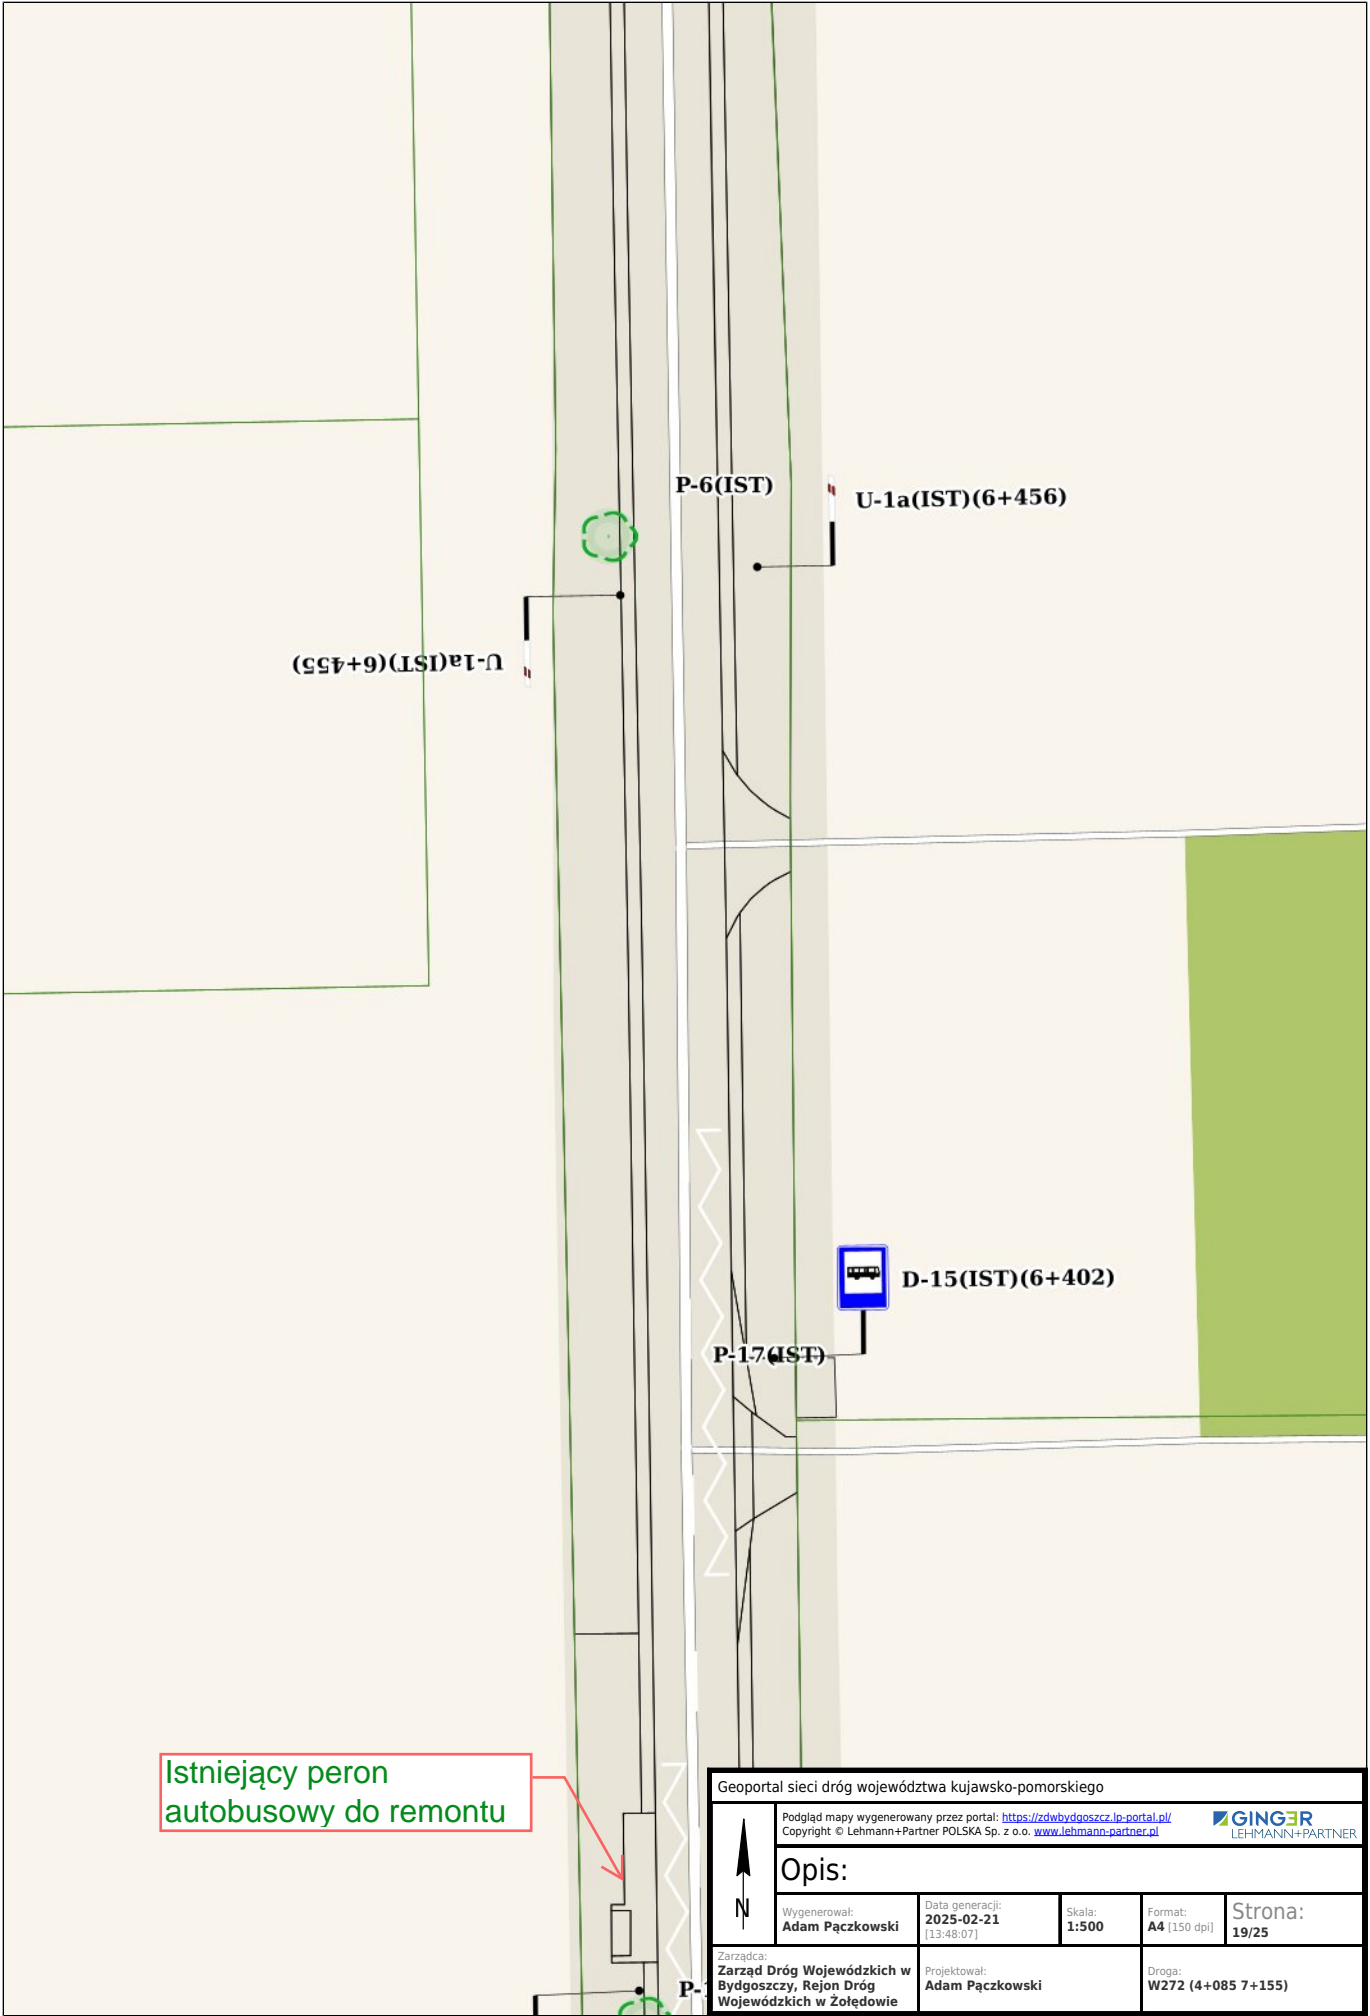 P-6(IST)
U-1a(IST)(6+456)
U-1a(IST)(6+455)
D-15(IST)(6+402)
P-17(IST)
Istniejący peron
autobusowy do remontu
P-1
Geoportal sieci dróg województwa kujawsko-pomorskiego
Podgląd mapy wygenerowany przez portal: https://zdwbydgoszcz.lp-portal.pl/
Copyright © Lehmann+Partner POLSKA Sp. z o.o. www.lehmann-partner.pl
GINGER
LEHMANN+PARTNER
Opis:
N
Wygenerował:
Adam Pączkowski
Data generacji:
2025-02-21
[13:48:07]
Skala:
1:500
Format:
A4 [150 dpi]
Strona:
19/25
Zarządca:
Zarząd Dróg Wojewódzkich w
Bydgoszczy, Rejon Dróg
Wojewódzkich w Żołędowie
Projektował:
Adam Pączkowski
Droga:
W272 (4+085 7+155)